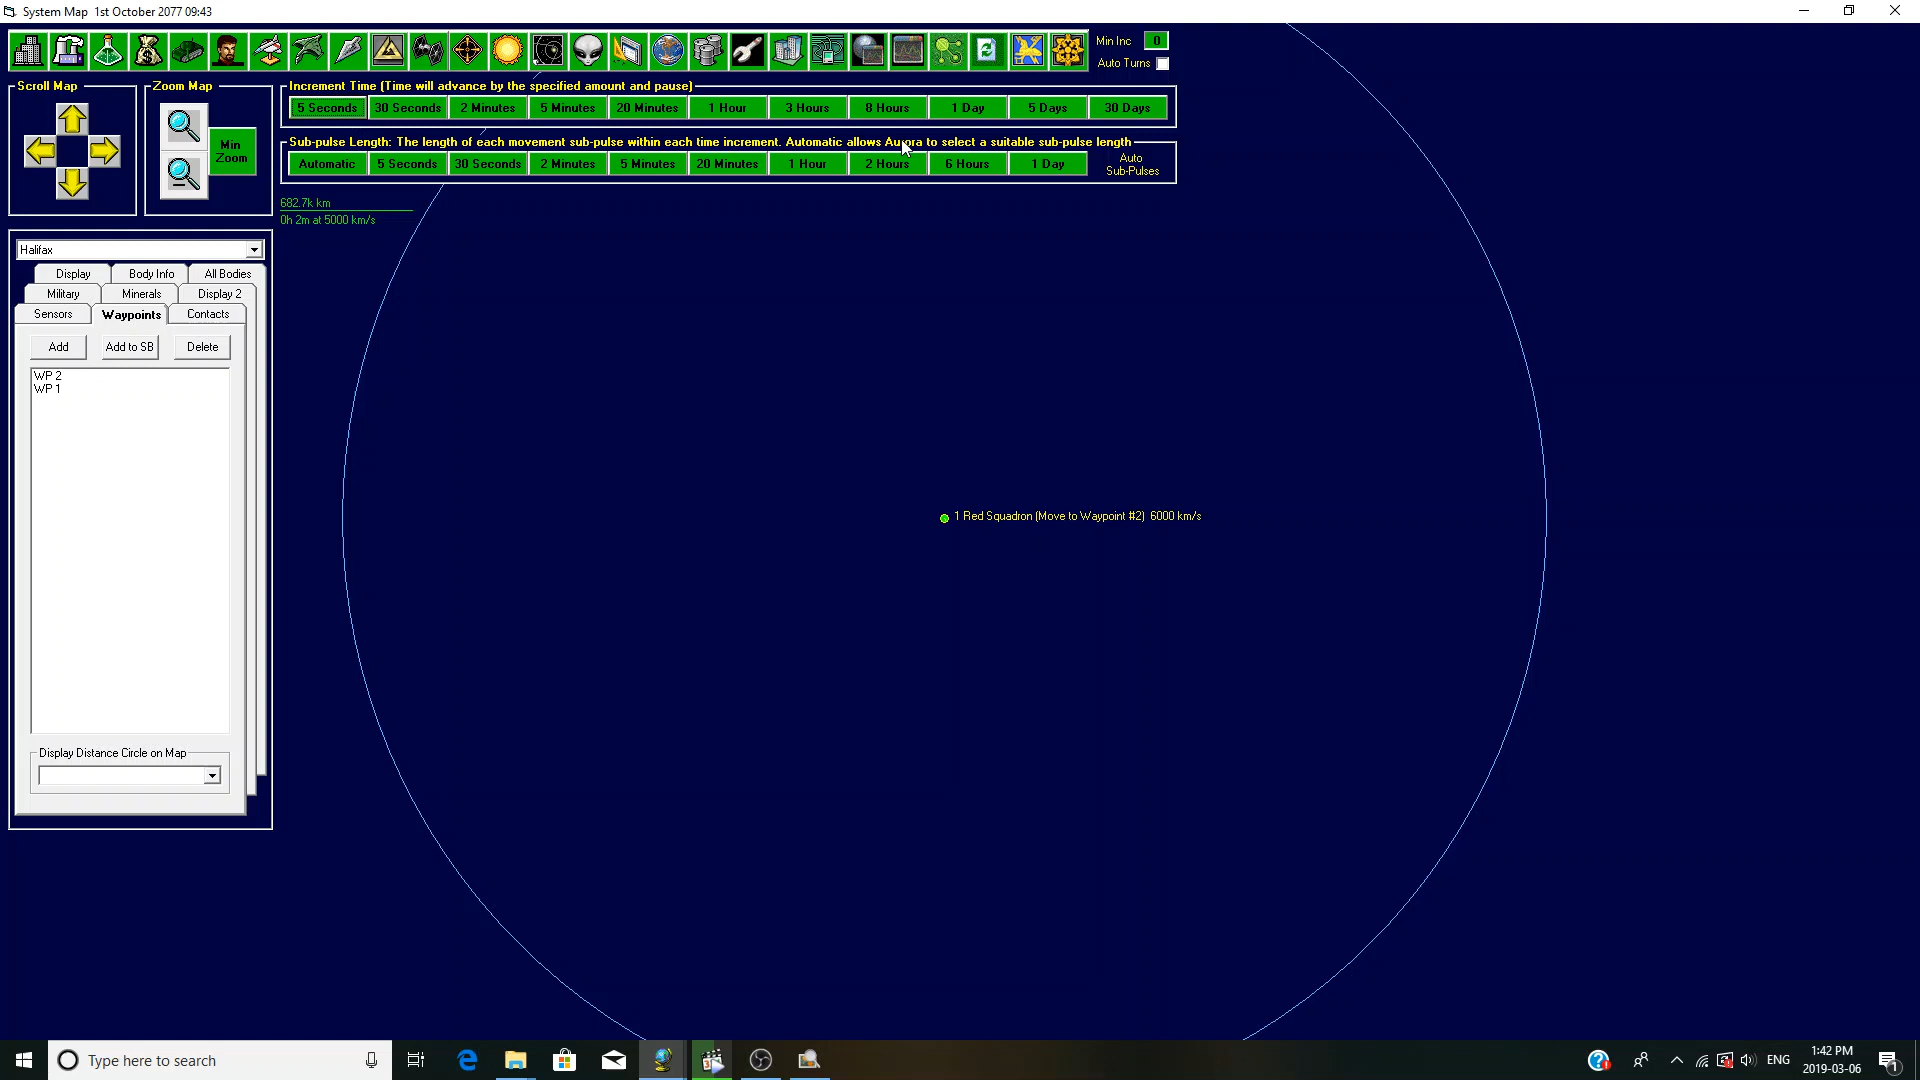 System Map 1st October 2077 09:43
Min Inc 0
Auto Turns
Scroll Map
Zoom Map
Min Zoom
Increment Time (Time will advance by the specified amount and pause)
5 Seconds 30 Seconds 2 Minutes 5 Minutes 20 Minutes 1 Hour 3 Hours 8 Hours 1 Day 5 Days 30 Days
Sub-pulse Length: The length of each movement sub-pulse within each time increment. Automatic allows Aurora to select a suitable sub-pulse length
Automatic 5 Seconds 30 Seconds 2 Minutes 5 Minutes 20 Minutes 1 Hour 2 Hours 6 Hours 1 Day
Auto
Sub-Pulses
682.7k km
0h 2m at 5000 km/s
Halifax
Display Body Info All Bodies
Military Minerals Display 2
Sensors Waypoints Contacts
Add Add to SB Delete
WP 2
WP 1
1 Red Squadron (Move to Waypoint #2) 6000 km/s
Display Distance Circle on Map
Type here to search
ENG
1:42 PM
2019-03-06
1